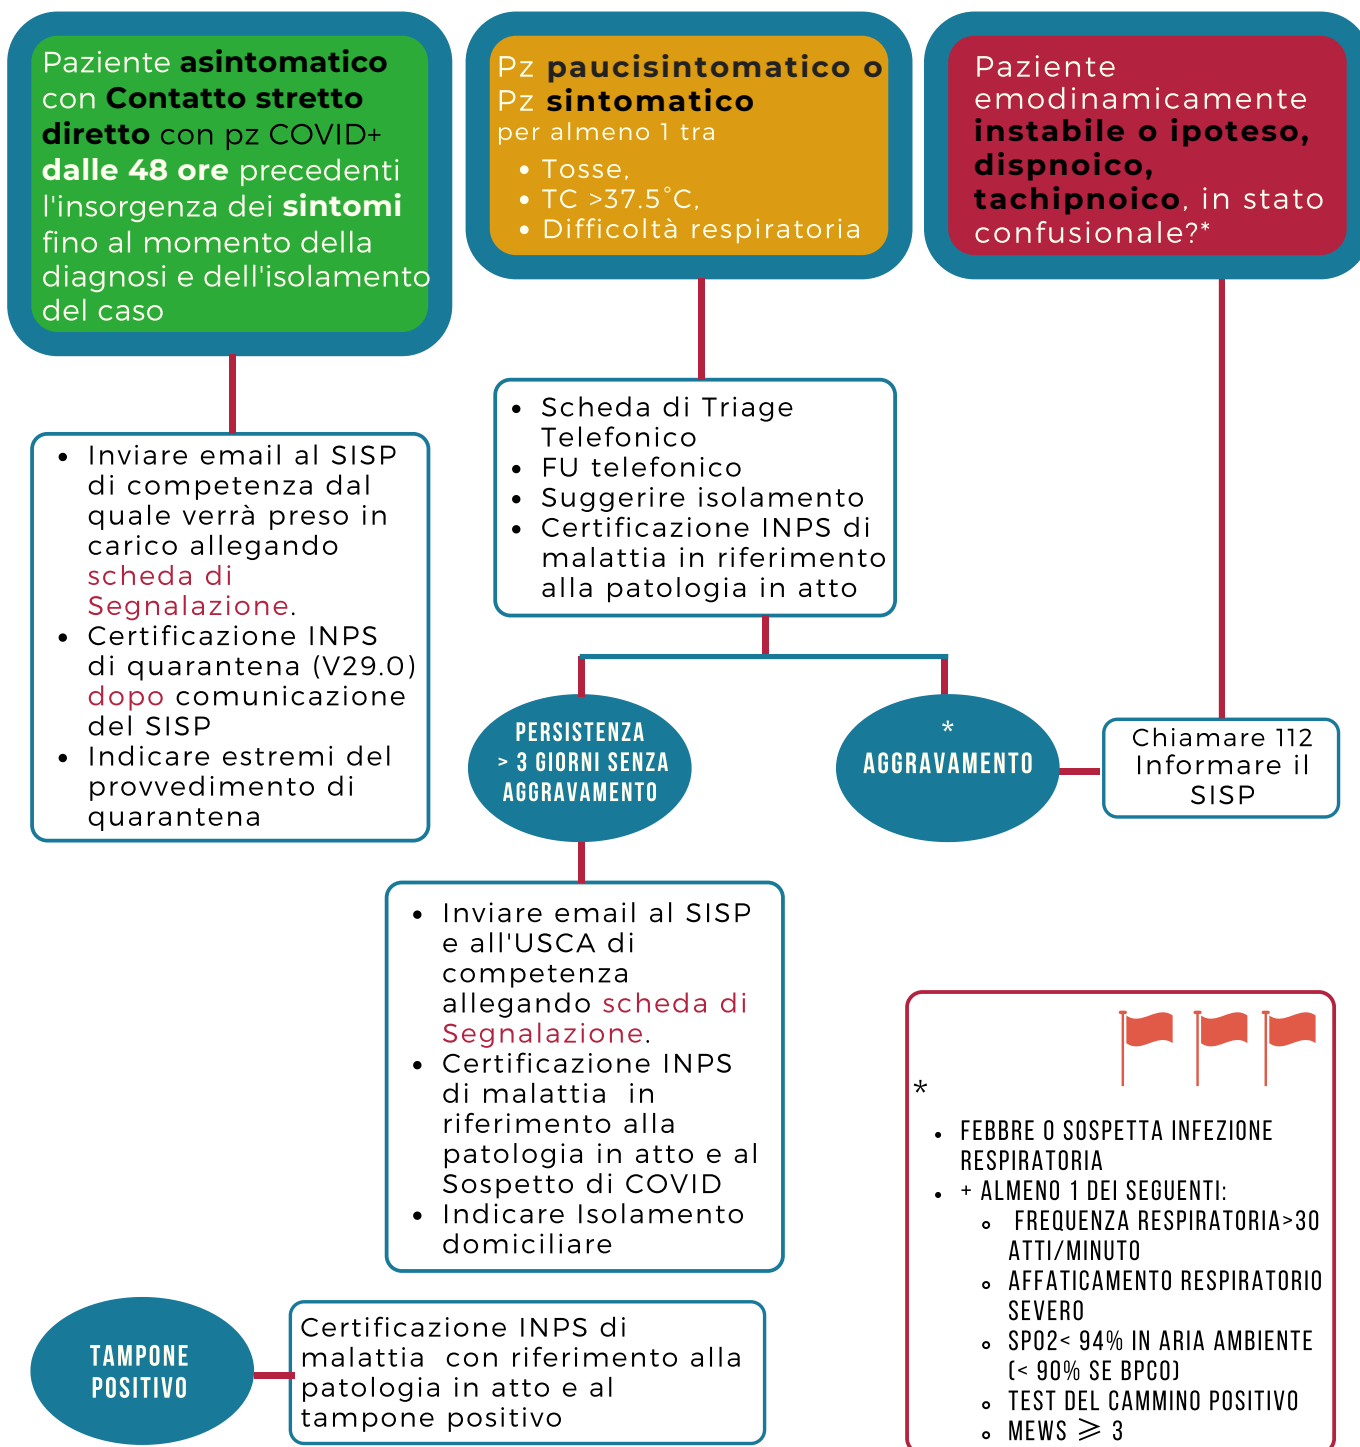 Paziente asintomatico
con Contatto stretto
diretto con pz COVID+
dalle 48 ore precedenti
l'insorgenza dei sintomi
fino al momento della
diagnosi e dell'isolamento
del caso
Pz paucisintomatico o
Pz sintomatico
per almeno 1 tra
• Tosse,
• TC >37.5°C,
• Difficoltà respiratoria
Paziente
emodinamicamente
instabile o ipoteso,
dispnoico,
tachipnoico, in stato
confusionale?*
• Inviare email al SISP
di competenza dal
quale verrà preso in
carico allegando
scheda di
Segnalazione.
• Certificazione INPS
di quarantena (V29.0)
dopo comunicazione
del SISP
• Indicare estremi del
provvedimento di
quarantena
• Scheda di Triage
Telefonico
• FU telefonico
• Suggerire isolamento
• Certificazione INPS di
malattia in riferimento
alla patologia in atto
PERSISTENZA
> 3 GIORNI SENZA
AGGRAVAMENTO
*
AGGRAVAMENTO
Chiamare 112
Informare il
SISP
• Inviare email al SISP
e all'USCA di
competenza
allegando scheda di
Segnalazione.
• Certificazione INPS
di malattia in
riferimento alla
patologia in atto e al
Sospetto di COVID
• Indicare Isolamento
domiciliare
*
• FEBBRE O SOSPETTA INFEZIONE
RESPIRATORIA
• + ALMENO 1 DEI SEGUENTI:
∘ FREQUENZA RESPIRATORIA>30
ATTI/MINUTO
∘ AFFATICAMENTO RESPIRATORIO
SEVERO
∘ SPO2< 94% IN ARIA AMBIENTE
(< 90% SE BPCO)
∘ TEST DEL CAMMINO POSITIVO
∘ MEWS ⩾ 3
TAMPONE
POSITIVO
Certificazione INPS di
malattia con riferimento alla
patologia in atto e al
tampone positivo